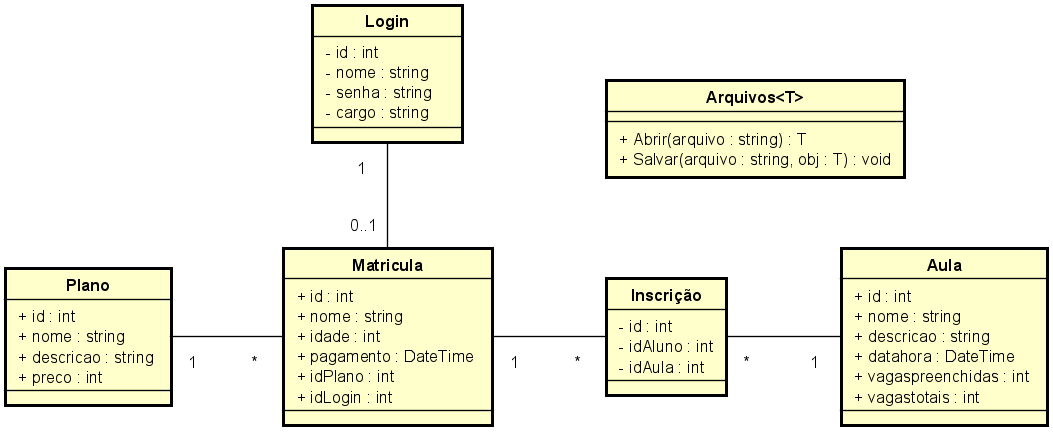 Login
- id : int
- nome : string
- senha : string
- cargo : string
Arquivos<T>
+ Abrir(arquivo : string) : T
+ Salvar(arquivo : string, obj : T) : void
1
0..1
Plano
+ id : int
+ nome : string
+ descricao : string
+ preco : int
1
*
Matricula
+ id : int
+ nome : string
+ idade : int
+ pagamento : DateTime
+ idPlano : int
+ idLogin : int
1
*
Inscrição
- id : int
- idAluno : int
- idAula : int
*
1
Aula
+ id : int
+ nome : string
+ descricao : string
+ datahora : DateTime
+ vagaspreenchidas : int
+ vagastotais : int